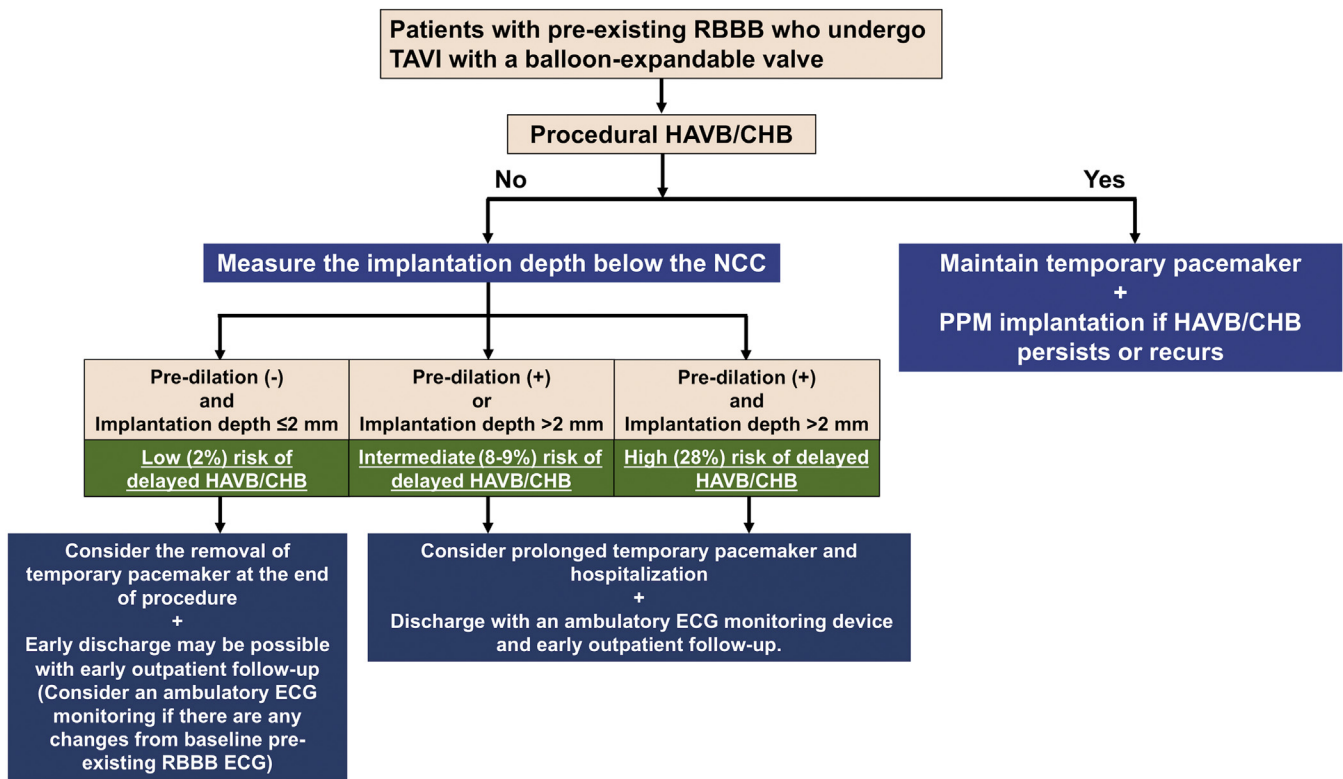 Patients with pre-existing RBBB who undergo
TAVI with a balloon-expandable valve
Procedural HAVB/CHB
No
Yes
Measure the implantation depth below the NCC
Maintain temporary pacemaker
+
PPM implantation if HAVB/CHB
persists or recurs
Pre-dilation (-)
and
Implantation depth ≤2 mm
Low (2%) risk of
delayed HAVB/CHB
Pre-dilation (+)
or
Implantation depth >2 mm
Intermediate (8-9%) risk of
delayed HAVB/CHB
Pre-dilation (+)
and
Implantation depth >2 mm
High (28%) risk of delayed
HAVB/CHB
Consider the removal of
temporary pacemaker at the end
of procedure
+
Early discharge may be possible
with early outpatient follow-up
(Consider an ambulatory ECG
monitoring if there are any
changes from baseline pre-
existing RBBB ECG)
Consider prolonged temporary pacemaker and
hospitalization
+
Discharge with an ambulatory ECG monitoring device
and early outpatient follow-up.